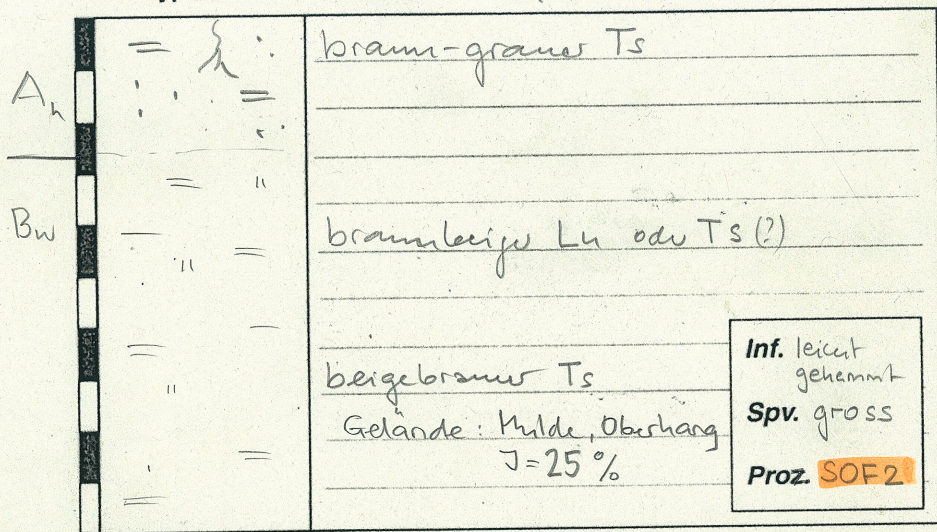 braun-grauer Ts
Ah
Bw
braunbeiger Lu oder Ts (?)
beigebrauner Ts
Gelände: Mulde, Oberhang
J=25%
Inf. leicht
gehemmt
Spv. gross
Proz. SOF2